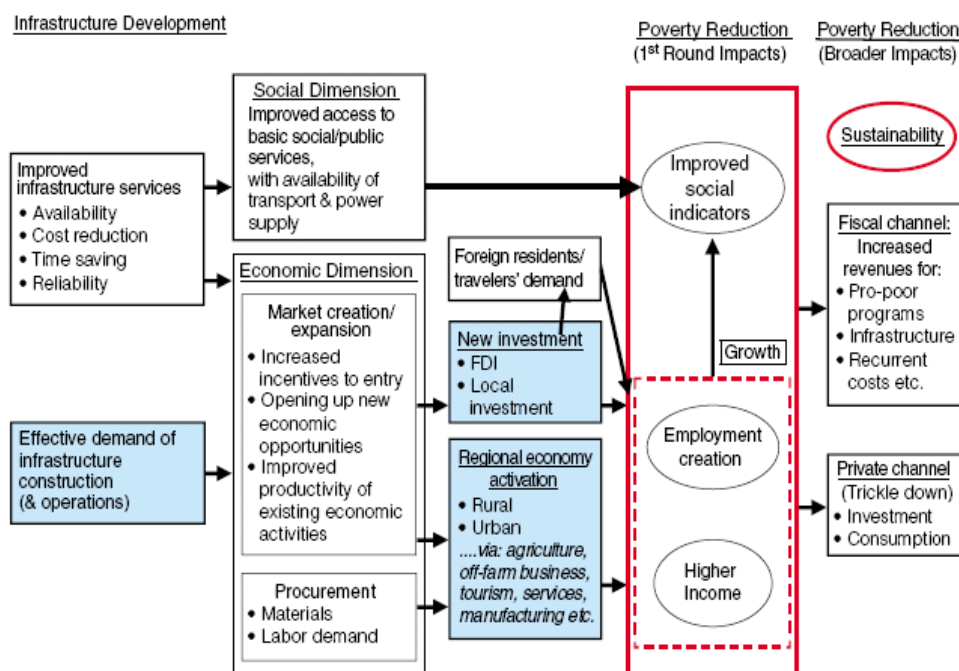 Infrastructure Development
Poverty Reduction
(1st Round Impacts)
Poverty Reduction
(Broader Impacts)
Improved
infrastructure services
• Availability
• Cost reduction
• Time saving
• Reliability
Effective demand of
infrastructure
construction
(& operations)
Social Dimension
Improved access to
basic social/public
services,
with availability of
transport & power
supply
Economic Dimension
Market creation/
expansion
• Increased
incentives to entry
• Opening up new
economic
opportunities
• Improved
productivity of
existing economic
activities
Procurement
• Materials
• Labor demand
Foreign residents/
travelers' demand
New investment
• FDI
• Local
investment
Regional economy
activation
• Rural
• Urban
....via: agriculture,
off-farm business,
tourism, services,
manufacturing etc.
Improved
social
indicators
Growth
Employment
creation
Higher
Income
Sustainability
Fiscal channel:
Increased
revenues for:
• Pro-poor
programs
• Infrastructure
• Recurrent
costs etc.
Private channel
(Trickle down)
• Investment
• Consumption